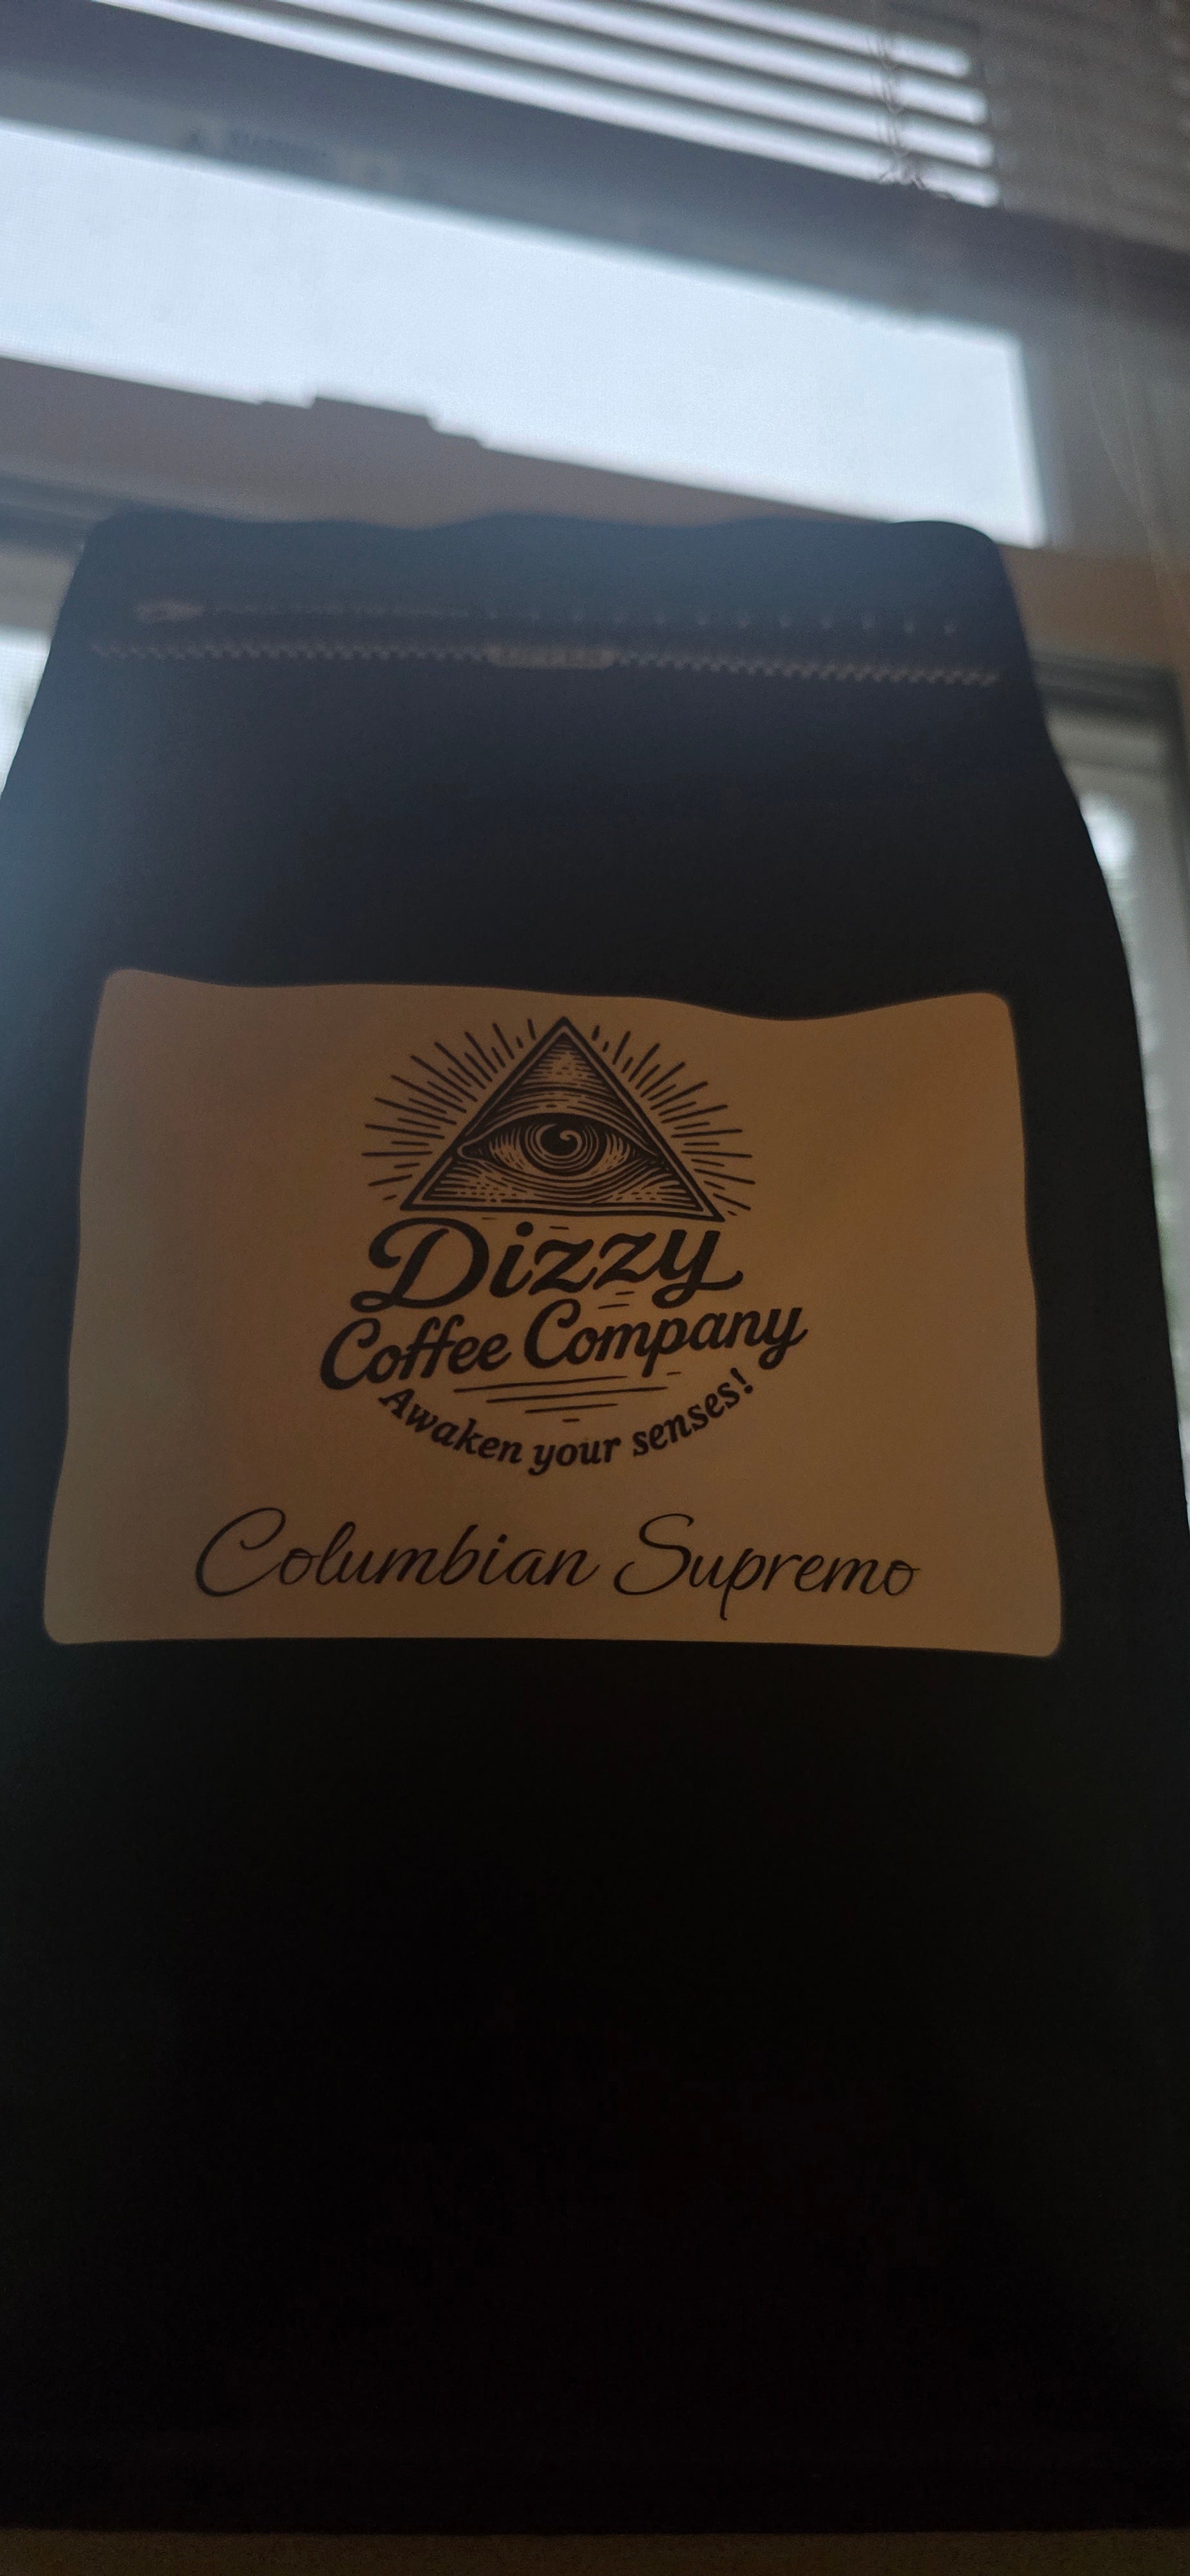 Dizzy
Coffee Company
Awaken your senses!
Columbian Supremo